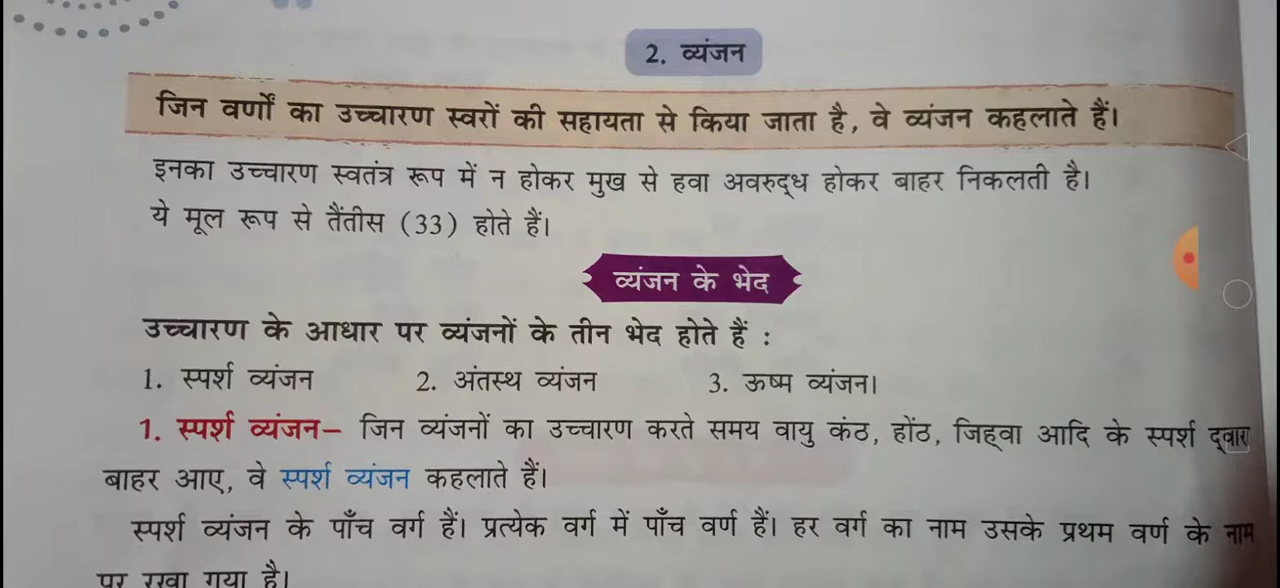 2. व्यंजन
जिन वर्णों का उच्चारण स्वरों की सहायता से किया जाता है, वे व्यंजन कहलाते हैं।
इनका उच्चारण स्वतंत्र रूप में न होकर मुख से हवा अवरुद्ध होकर बाहर निकलती है।
ये मूल रूप से तैंतीस (33) होते हैं।
व्यंजन के भेद
उच्चारण के आधार पर व्यंजनों के तीन भेद होते हैं :
1. स्पर्श व्यंजन 2. अंतस्थ व्यंजन 3. ऊष्म व्यंजन।
1. स्पर्श व्यंजन– जिन व्यंजनों का उच्चारण करते समय वायु कंठ, होंठ, जिह्वा आदि के स्पर्श द्वारा
बाहर आए, वे स्पर्श व्यंजन कहलाते हैं।
स्पर्श व्यंजन के पाँच वर्ग हैं। प्रत्येक वर्ग में पाँच वर्ण हैं। हर वर्ग का नाम उसके प्रथम वर्ण के नाम
पर रखा गया है।